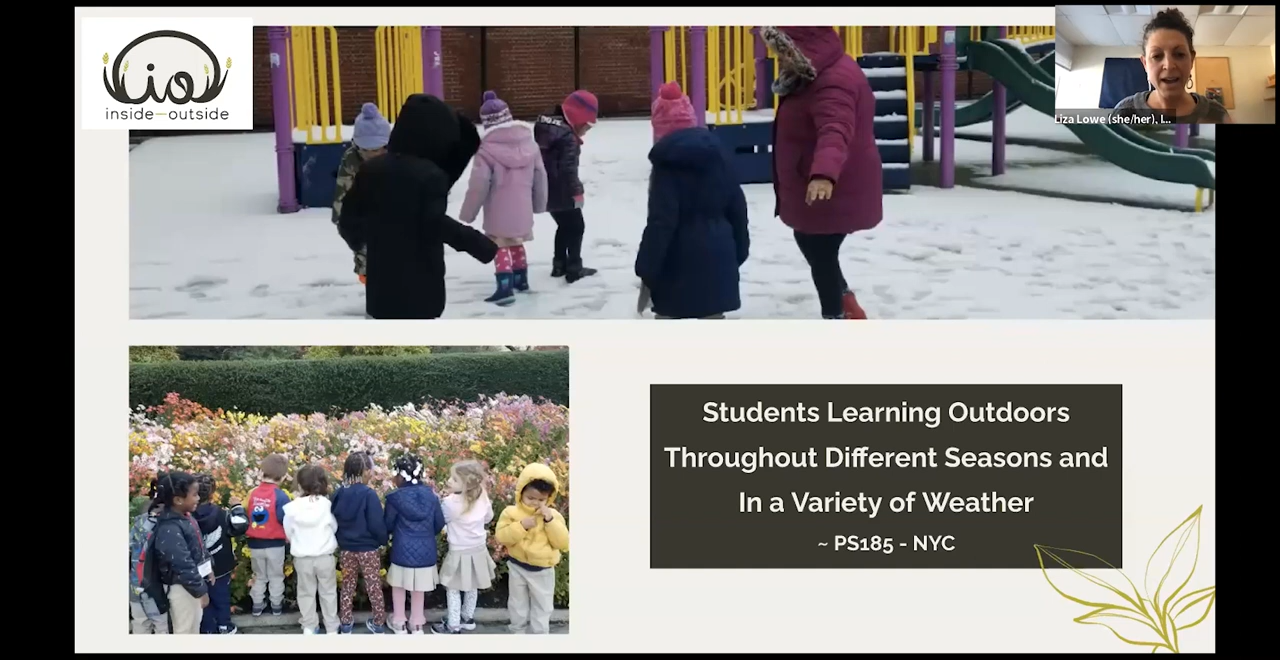 io
inside—outside
Liza Lowe (she/her), I...
Students Learning Outdoors
Throughout Different Seasons and
In a Variety of Weather
~ PS185 - NYC